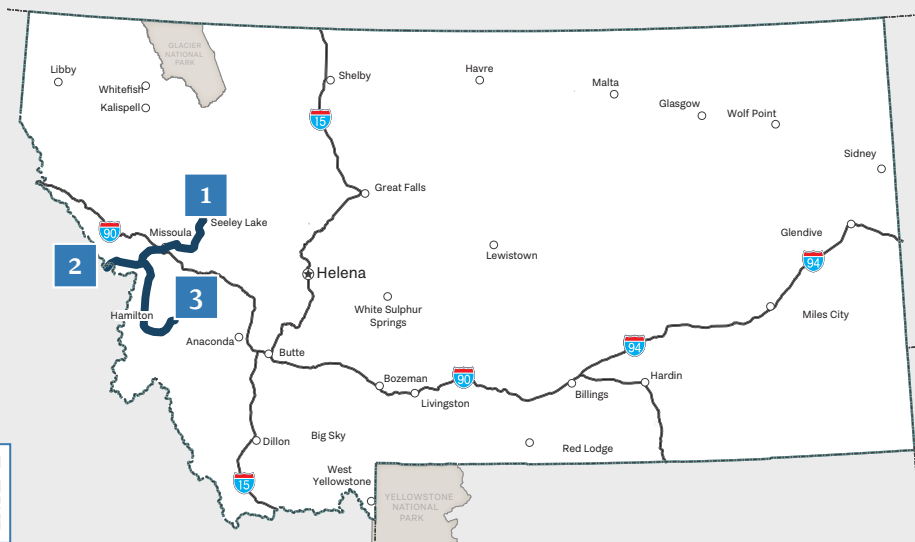 GLACIER
NATIONAL
PARK
Libby
Whitefish
Kalispell
Shelby
Havre
Malta
Glasgow
Wolf Point
Sidney
15
Great Falls
1
Seeley Lake
Missoula
90
2
3
Hamilton
Helena
Lewistown
Glendive
94
White Sulphur
Springs
Miles City
Anaconda
Butte
94
Bozeman
90
Livingston
Billings
Hardin
Dillon
Big Sky
Red Lodge
15
West
Yellowstone
YELLOWSTONE
NATIONAL
PARK